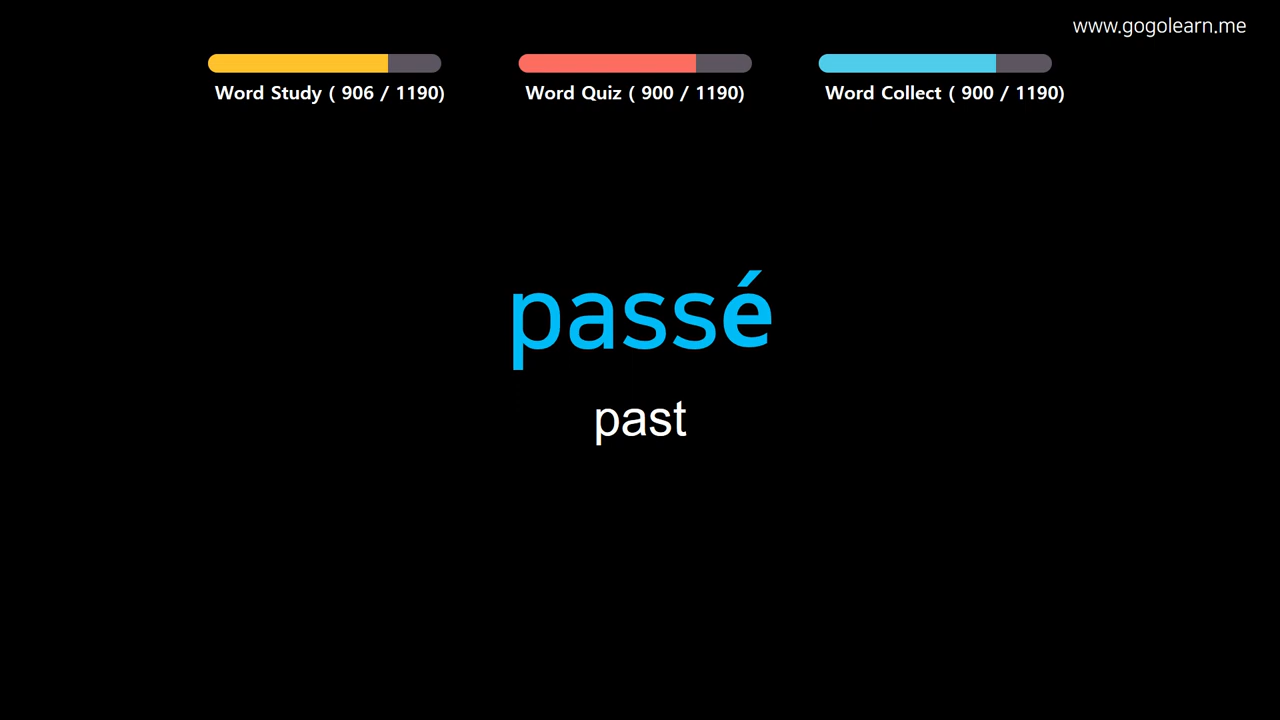 www.gogolearn.me
Word Study ( 906 / 1190)
Word Quiz ( 900 / 1190)
Word Collect ( 900 / 1190)
passé
past